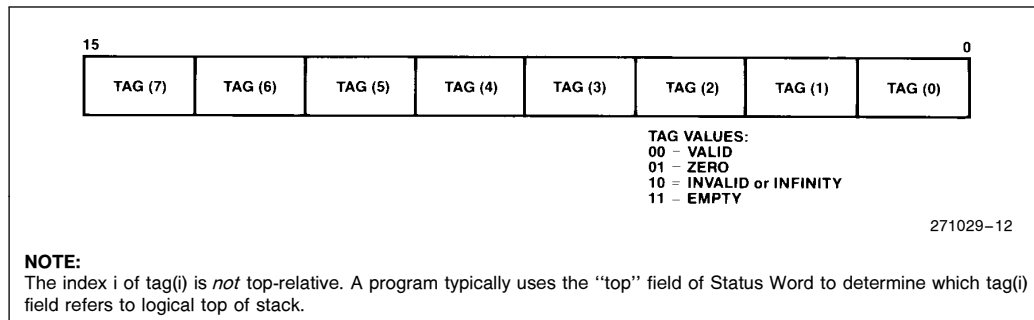 15 0
TAG (7) TAG (6) TAG (5) TAG (4) TAG (3) TAG (2) TAG (1) TAG (0)
TAG VALUES:
00 – VALID
01 – ZERO
10 = INVALID or INFINITY
11 – EMPTY
271029–12
NOTE:
The index i of tag(i) is not top-relative. A program typically uses the ‘‘top’’ field of Status Word to determine which tag(i)
field refers to logical top of stack.